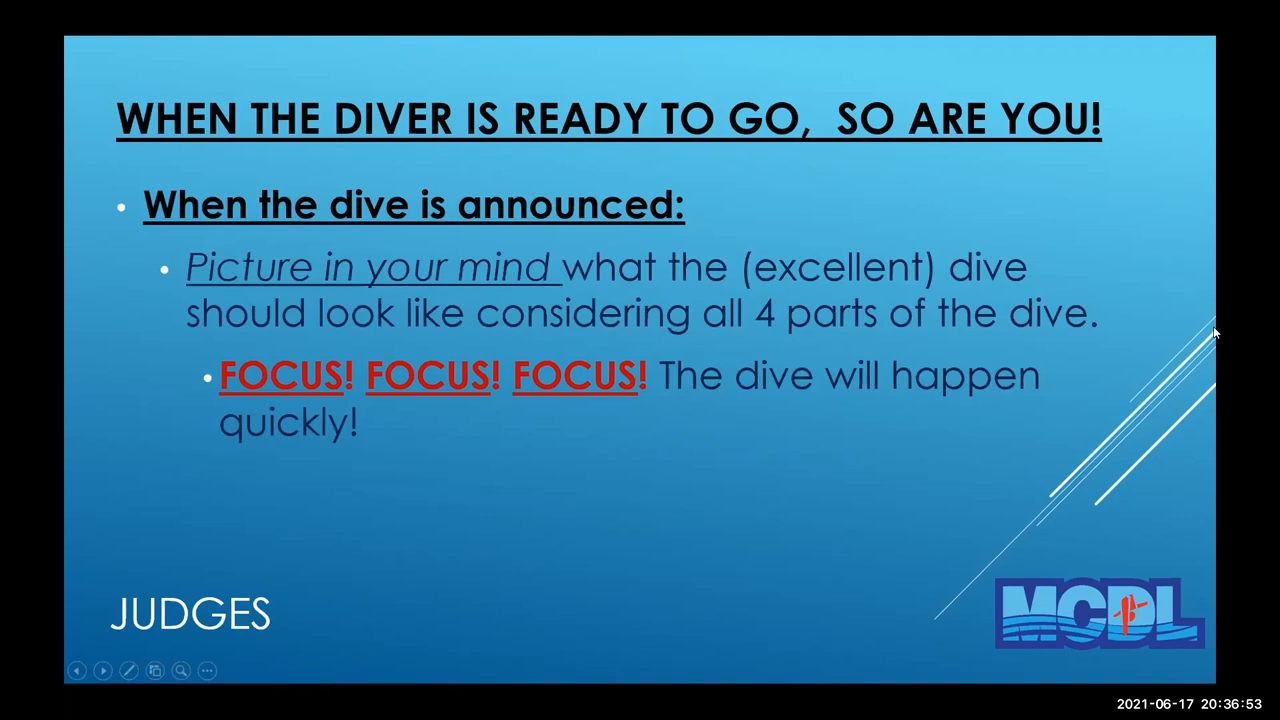 WHEN THE DIVER IS READY TO GO,  SO ARE YOU!
• When the dive is announced:
• Picture in your mind what the (excellent) dive
should look like considering all 4 parts of the dive.
• FOCUS! FOCUS! FOCUS! The dive will happen
quickly!
JUDGES
MCDL
2021-06-17 20:36:53